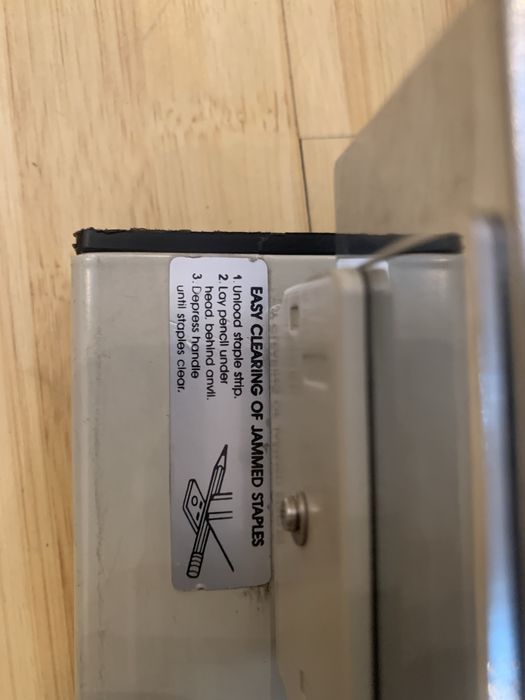 EASY CLEARING OF JAMMED STAPLES
1. Unload staple strip.
2. Lay pencil under
head, behind anvil.
3. Depress handle
until staples clear.